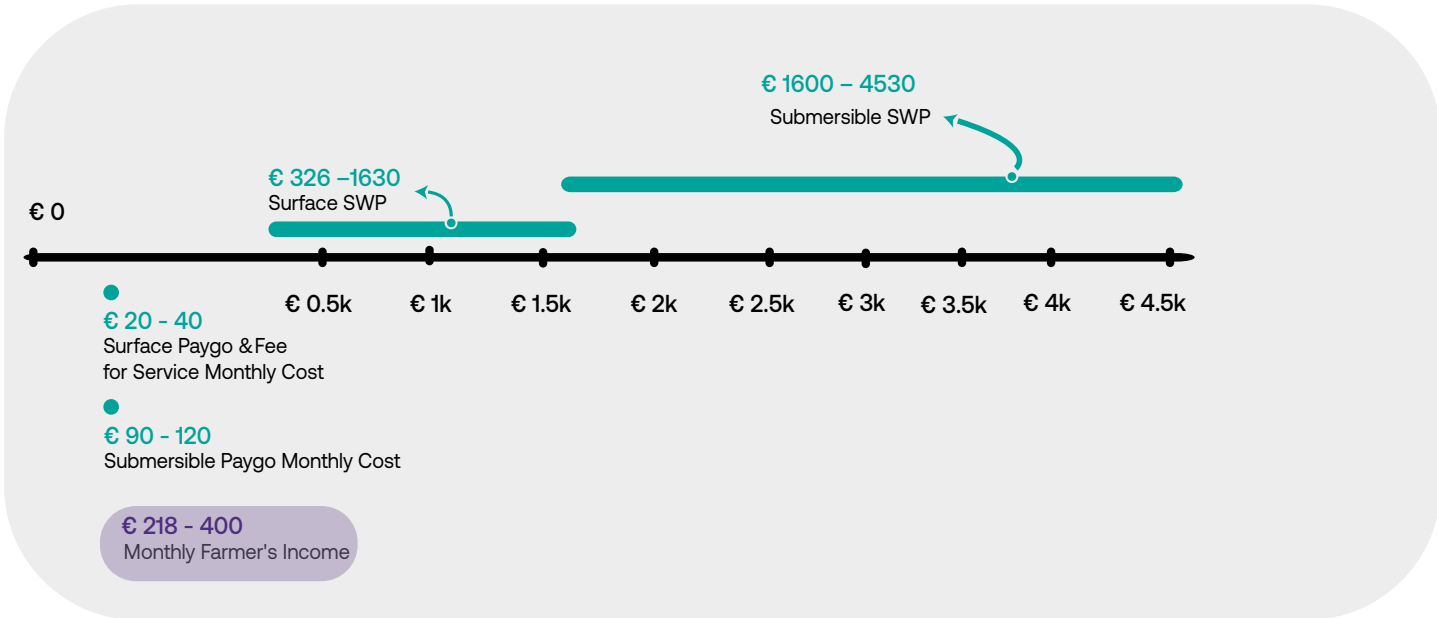 € 1600 – 4530
Submersible SWP
€ 326 –1630
Surface SWP
€ 0
€ 0.5k
€ 1k
€ 1.5k
€ 2k
€ 2.5k
€ 3k
€ 3.5k
€ 4k
€ 4.5k
€ 20 - 40
Surface Paygo & Fee
for Service Monthly Cost
€ 90 - 120
Submersible Paygo Monthly Cost
€ 218 - 400
Monthly Farmer's Income